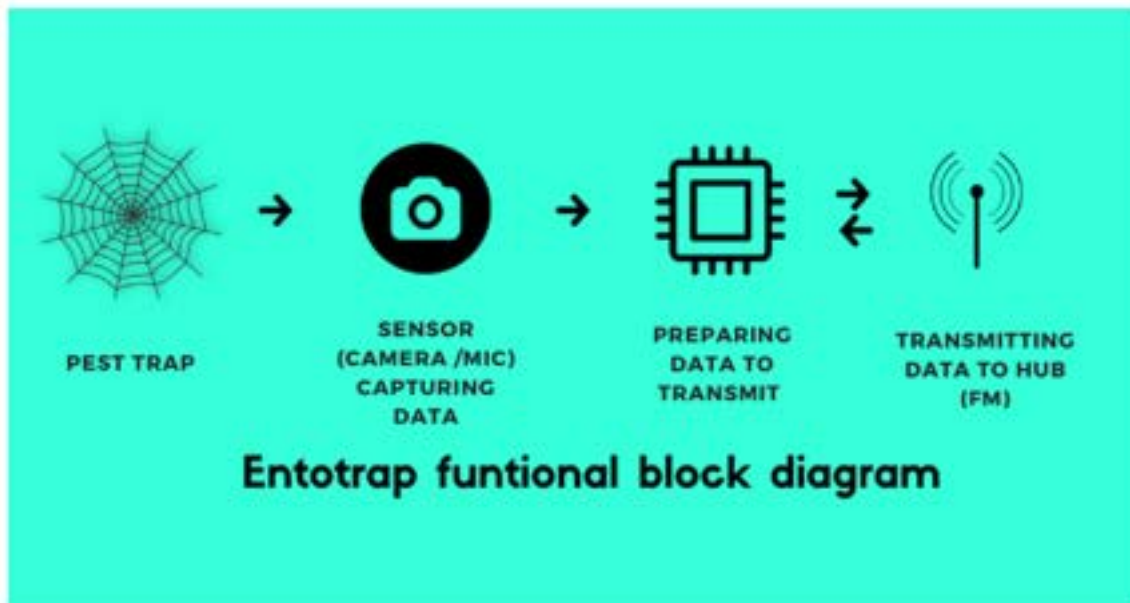 PEST TRAP
SENSOR
(CAMERA /MIC)
CAPTURING
DATA
PREPARING
DATA TO
TRANSMIT
TRANSMITTING
DATA TO HUB
(FM)
Entotrap funtional block diagram